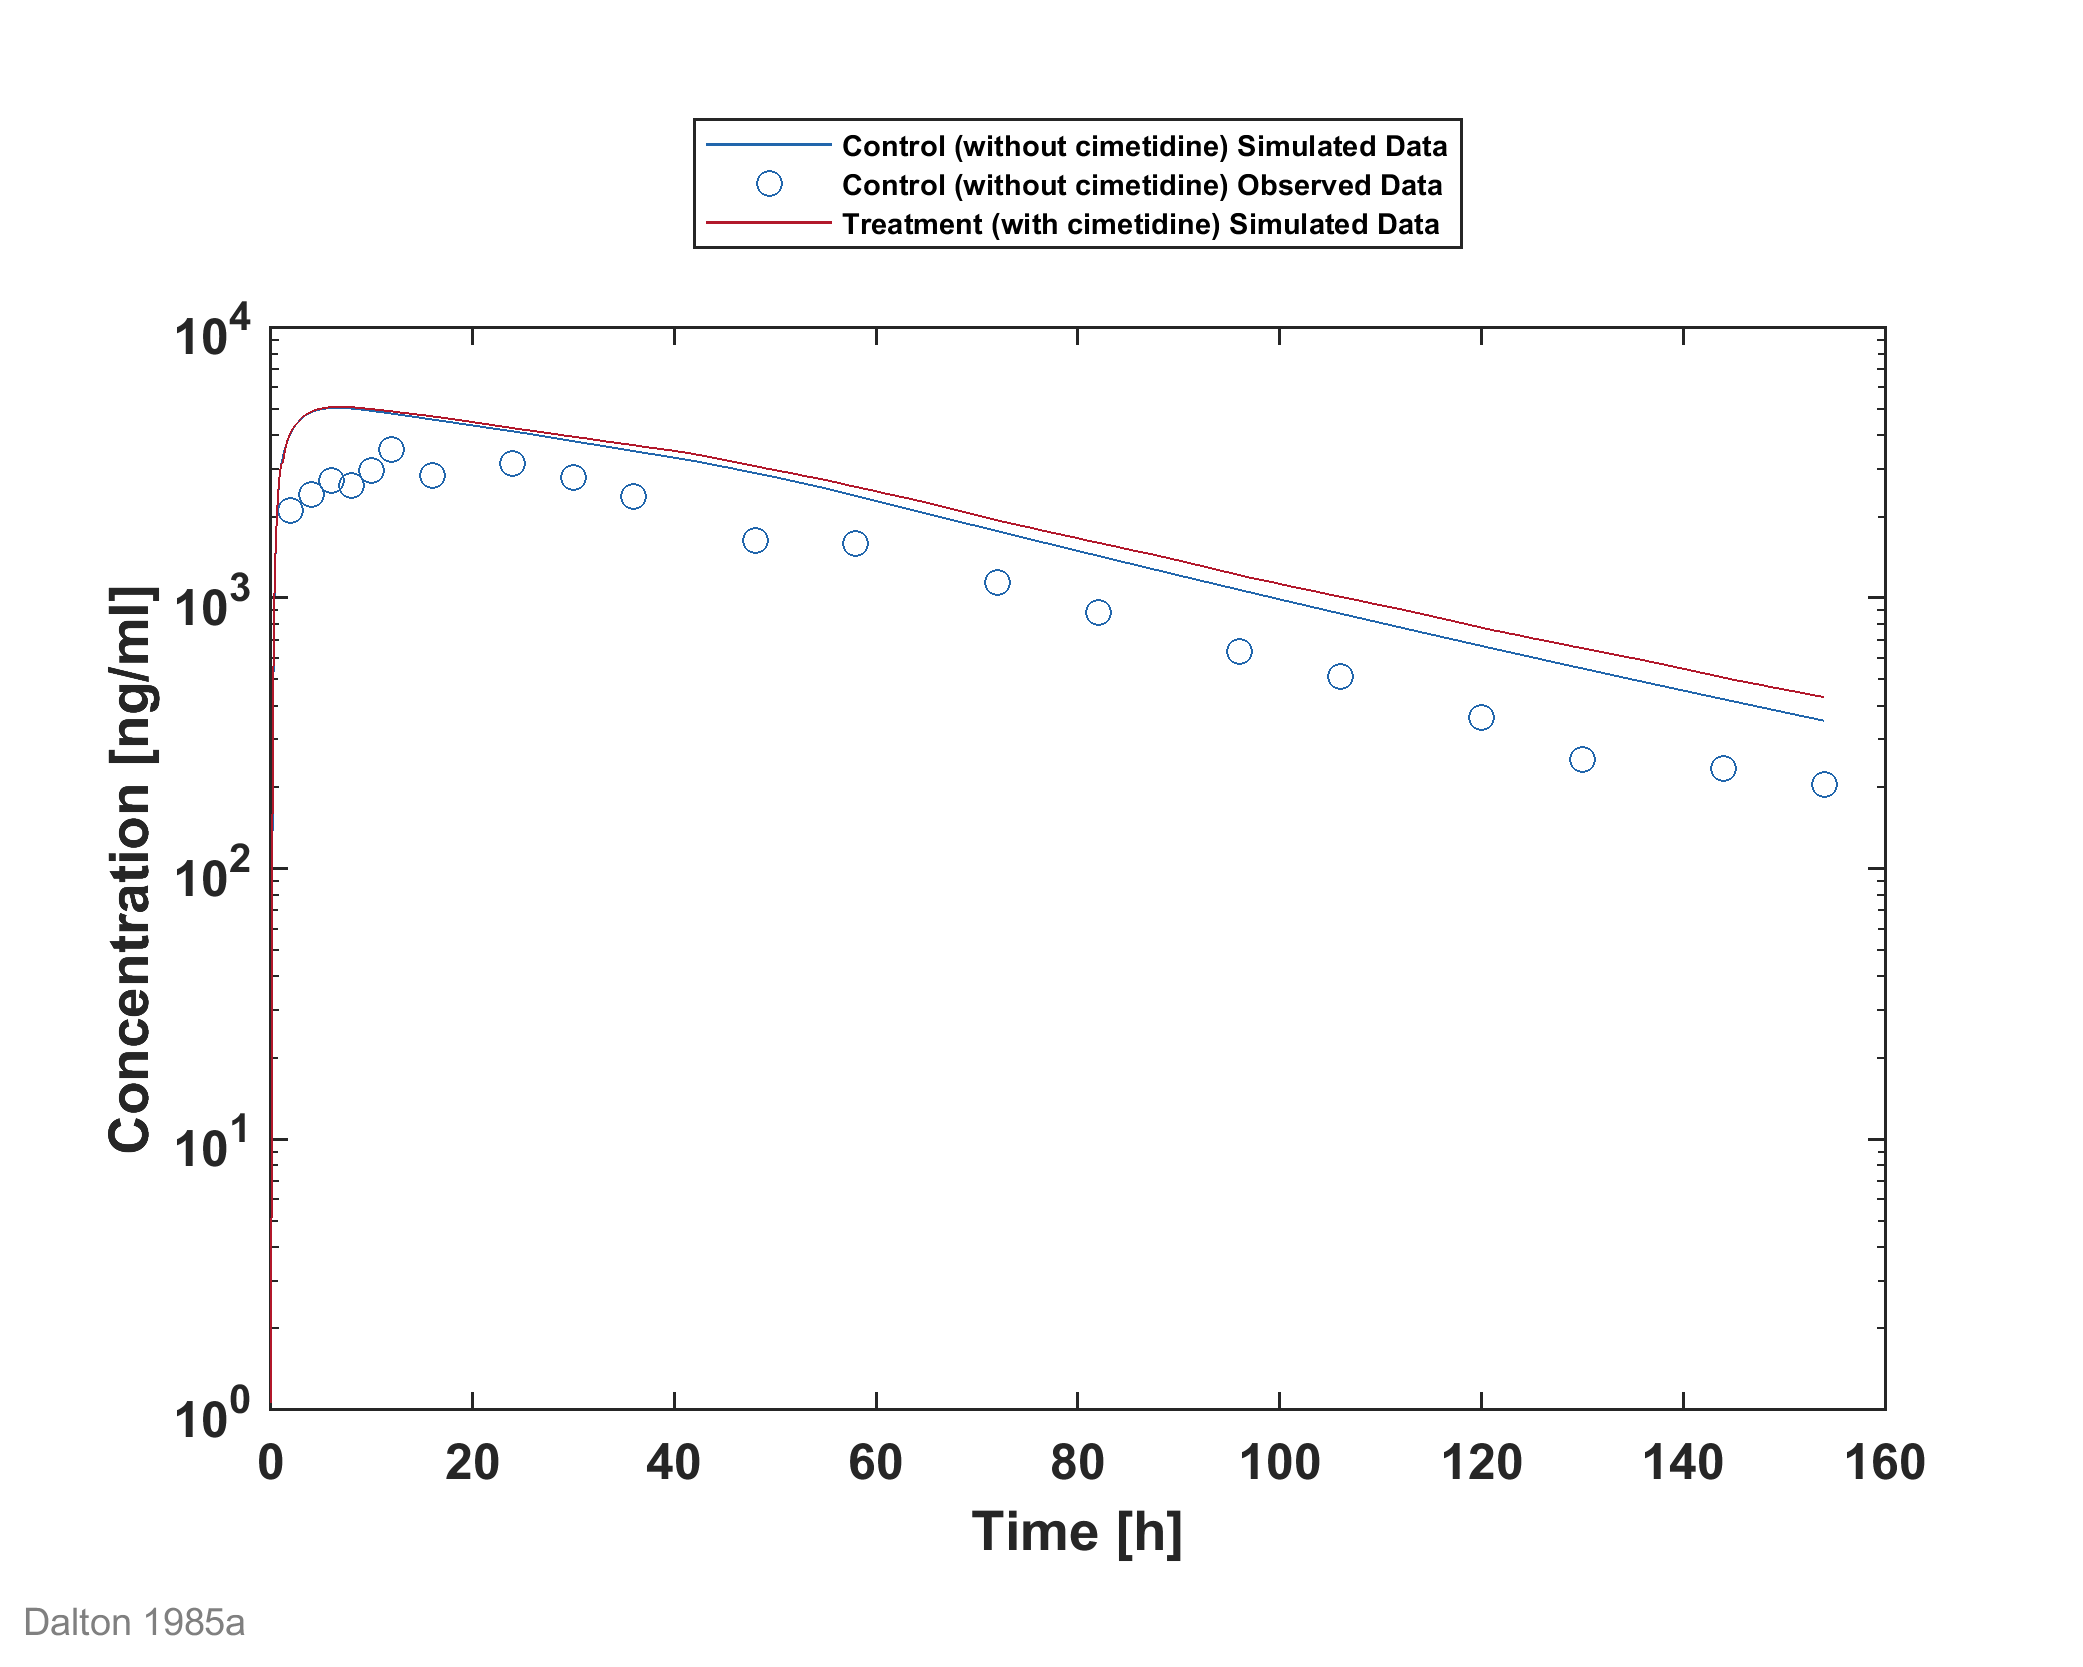 Control (without cimetidine) Simulated Data
Control (without cimetidine) Observed Data
Treatment (with cimetidine) Simulated Data
10^4
10^3
10^2
10^1
10^0
Concentration [ng/ml]
0 20 40 60 80 100 120 140 160
Time [h]
Dalton 1985a